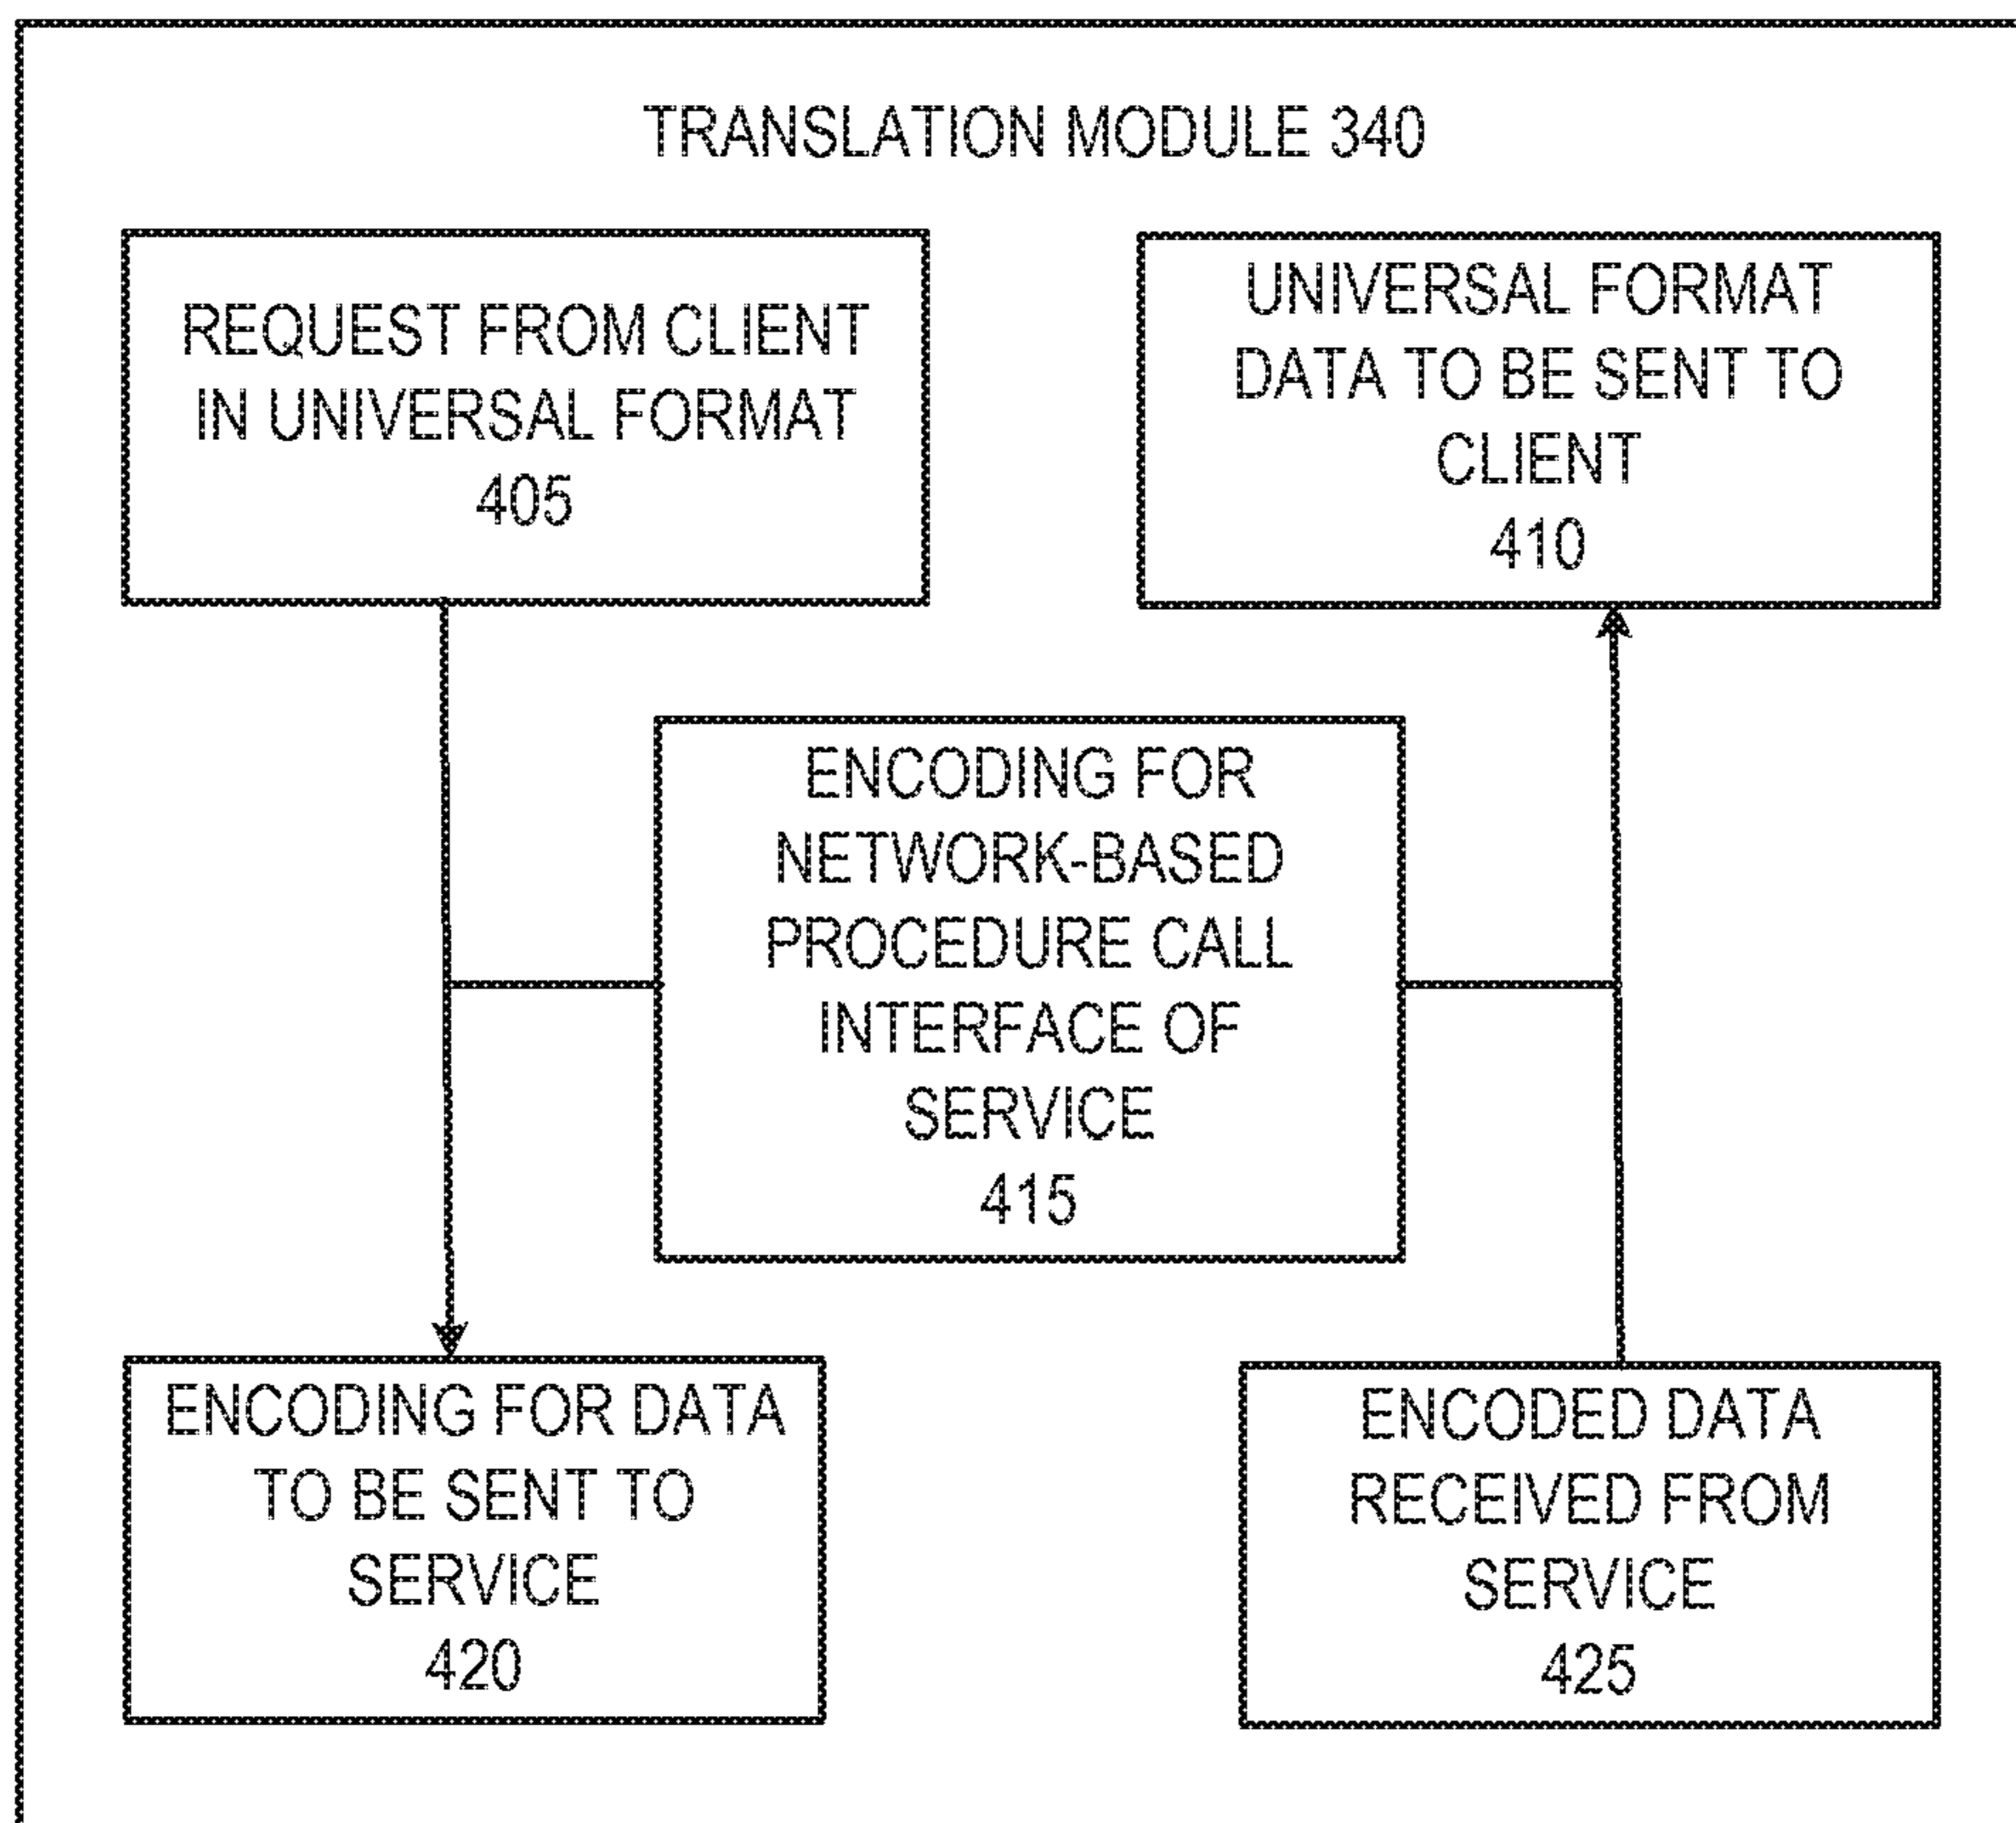 TRANSLATION MODULE 340
REQUEST FROM CLIENT
IN UNIVERSAL FORMAT
405
UNIVERSAL FORMAT
DATA TO BE SENT TO
CLIENT
410
ENCODING FOR
NETWORK-BASED
PROCEDURE CALL
INTERFACE OF
SERVICE
415
ENCODING FOR DATA
TO BE SENT TO
SERVICE
420
ENCODED DATA
RECEIVED FROM
SERVICE
425